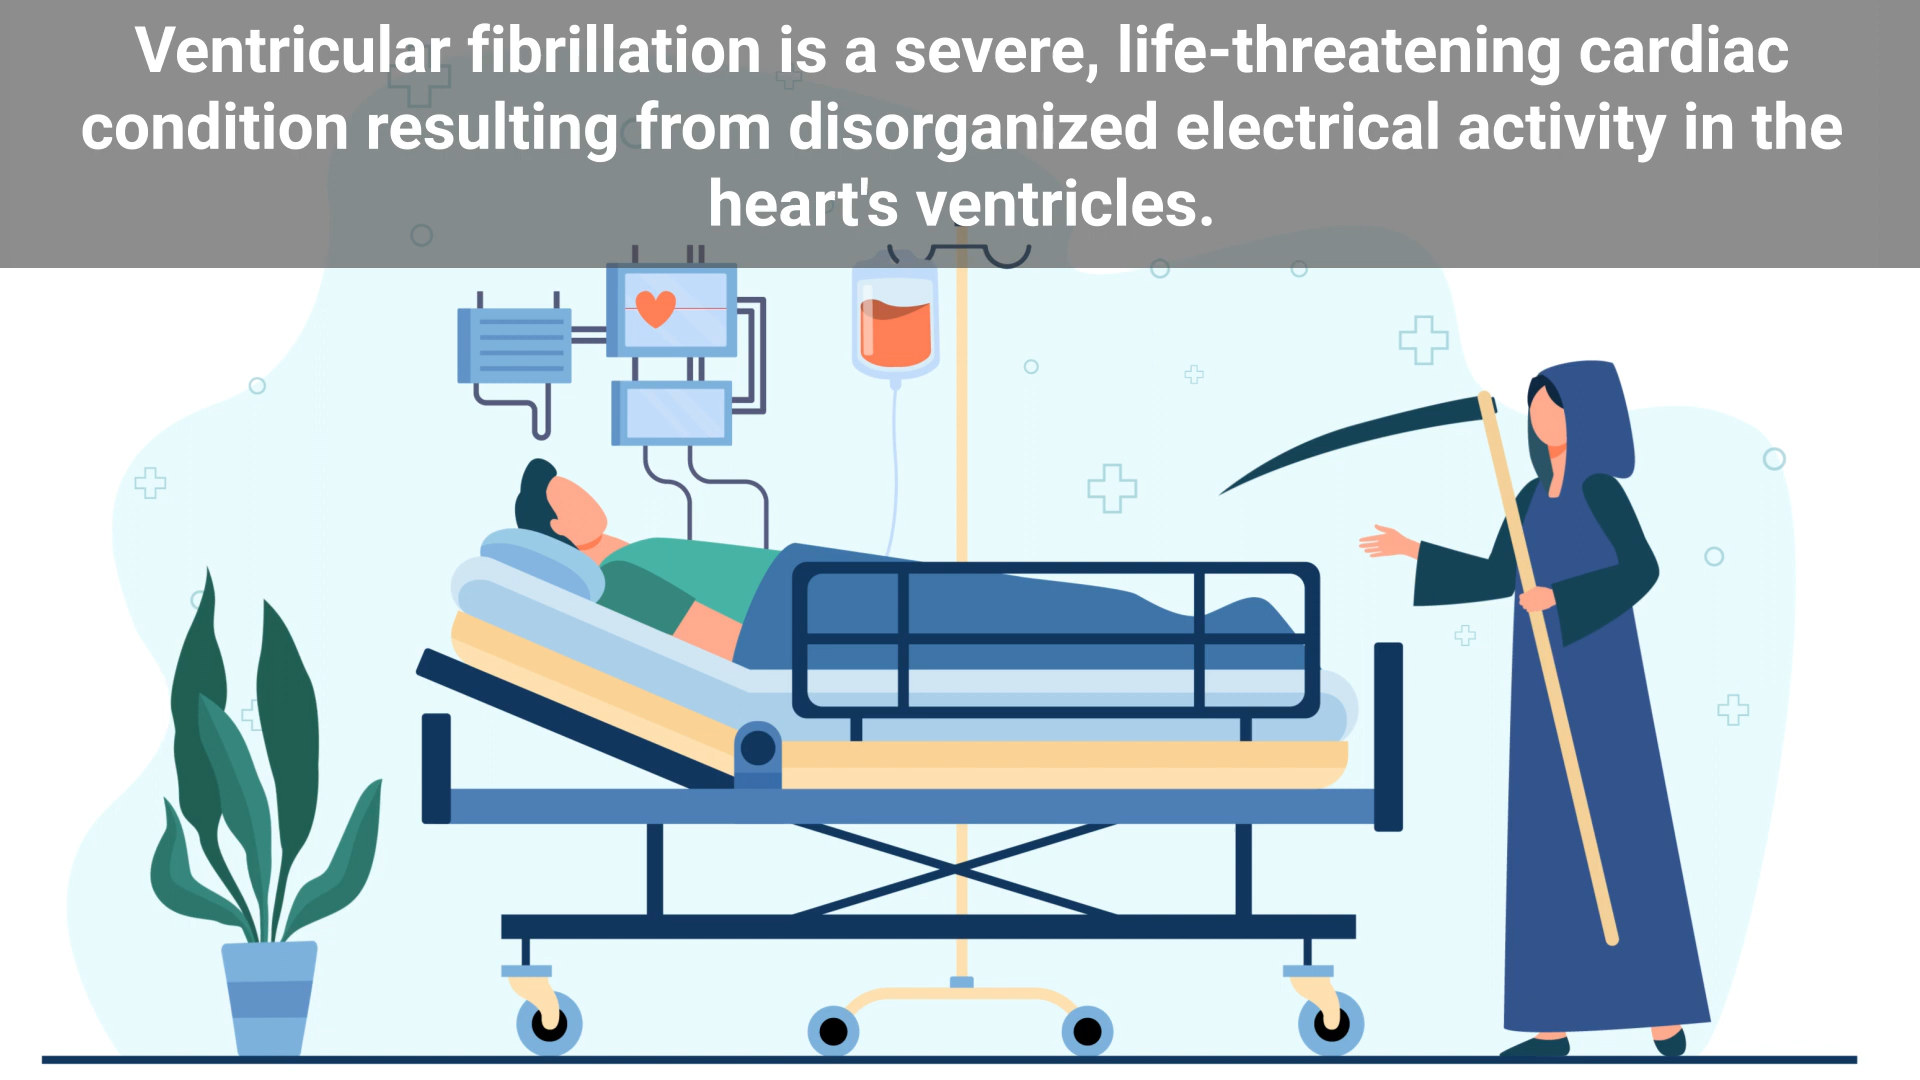 Ventricular fibrillation is a severe, life-threatening cardiac
condition resulting from disorganized electrical activity in the
heart's ventricles.